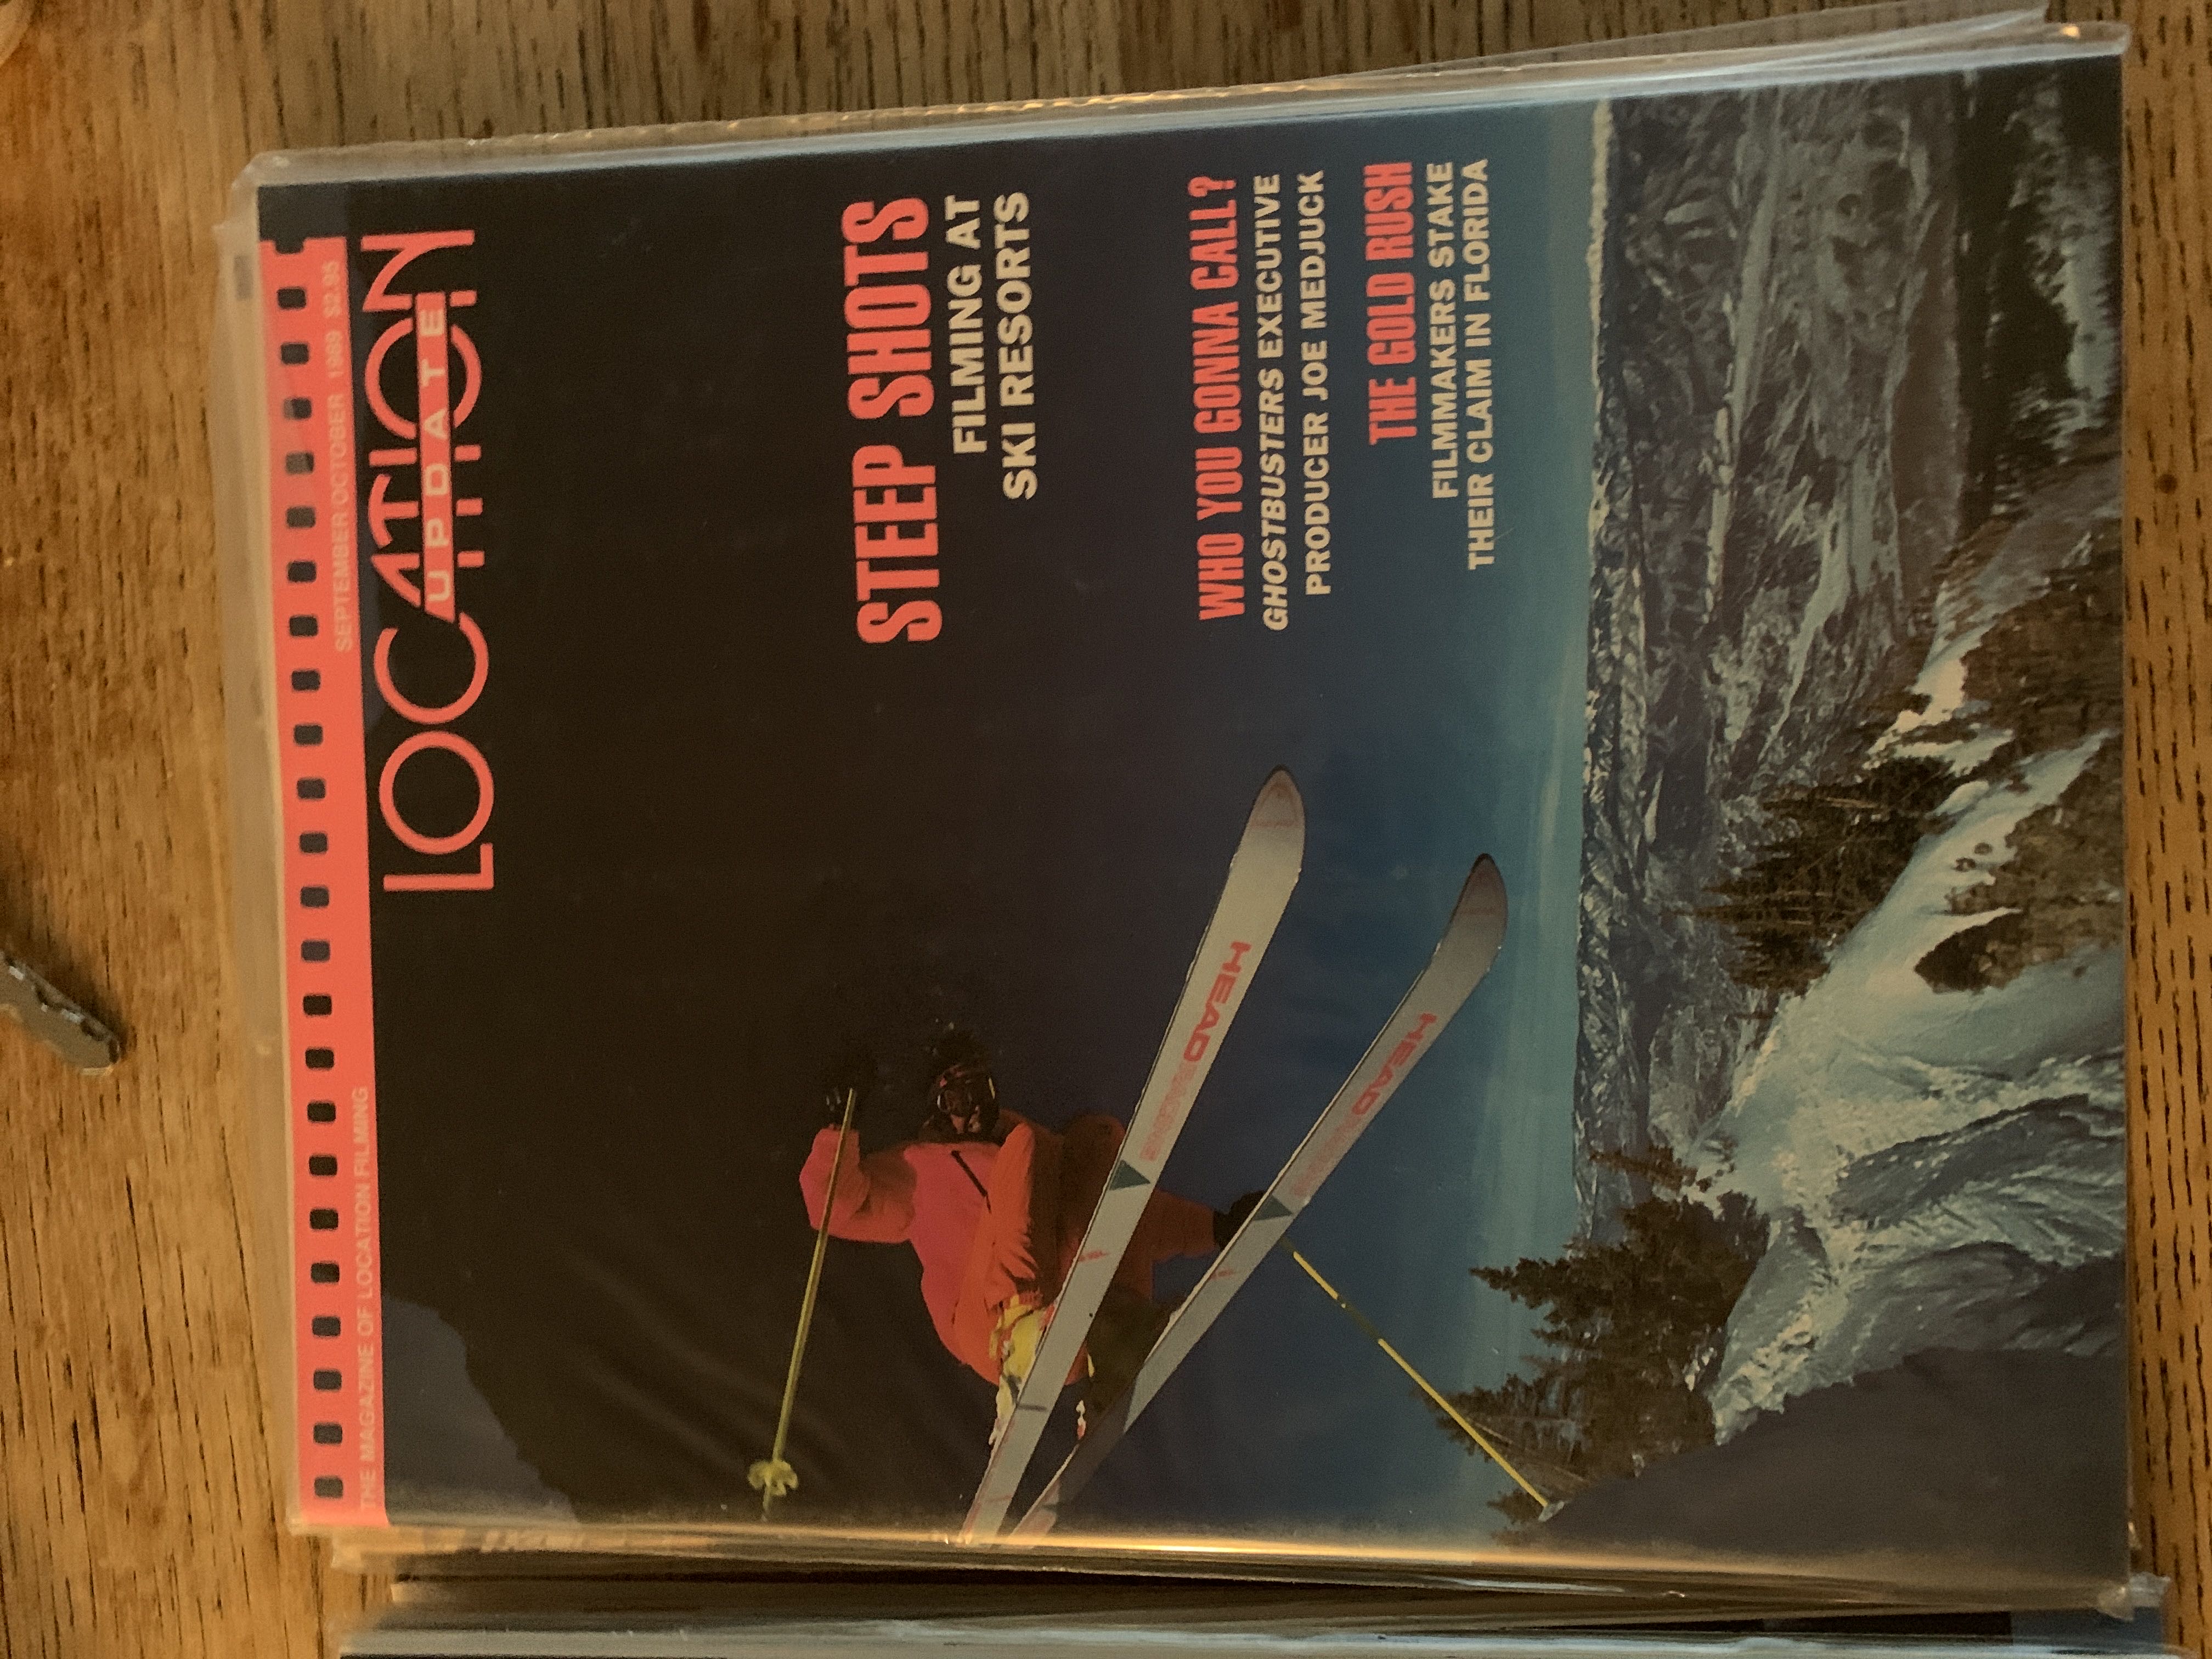 SEPTEMBER/OCTOBER 1989 $2.95
THE MAGAZINE OF LOCATION FILMING
LOCATION
UPDATE
STEEP SHOTS
FILMING AT
SKI RESORTS
WHO YOU GONNA CALL?
GHOSTBUSTERS EXECUTIVE
PRODUCER JOE MEDJUCK
THE GOLD RUSH
FILMMAKERS STAKE
THEIR CLAIM IN FLORIDA
HEAD
HEAD